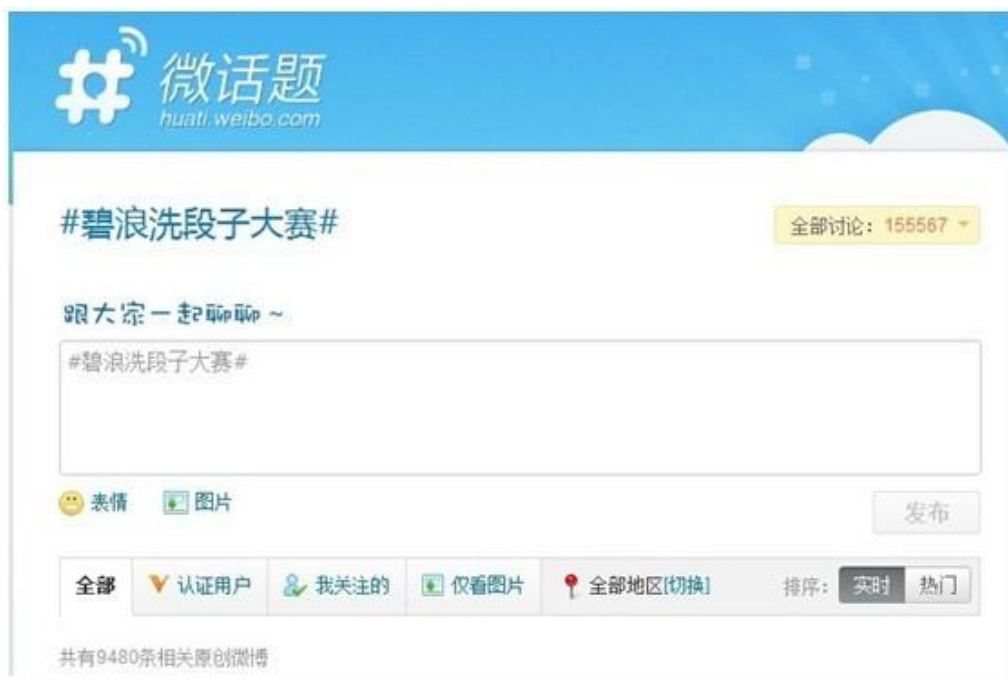 微话题
huati.weibo.com
#碧浪洗段子大赛#
全部讨论：155567
跟大家一起聊聊~
#碧浪洗段子大赛#
表情 图片 发布
全部 认证用户 我关注的 仅看图片 全部地区[切换] 排序： 实时 热门
共有9480条相关原创微博